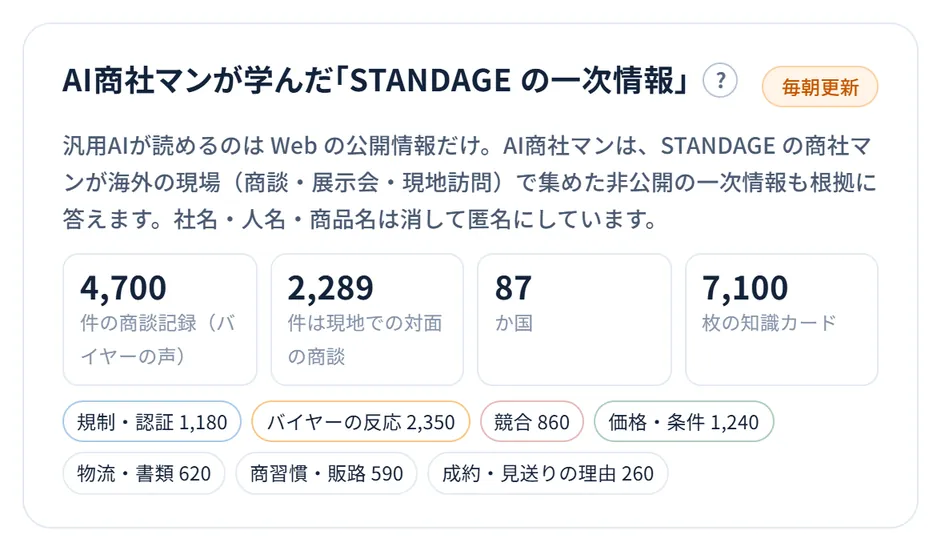 AI商社マンが学んだ「STANDAGE の一次情報」 ? 毎朝更新
汎用AIが読めるのは Web の公開情報だけ。AI商社マンは、STANDAGE の商社マ
ンが海外の現場（商談・展示会・現地訪問）で集めた非公開の一次情報も根拠に
答えます。社名・人名・商品名は消して匿名にしています。
4,700
件の商談記録（バ
イヤーの声）
2,289
件は現地での対面
の商談
87
か国
7,100
枚の知識カード
規制・認証 1,180
バイヤーの反応 2,350
競合 860
価格・条件 1,240
物流・書類 620
商習慣・販路 590
成約・見送りの理由 260